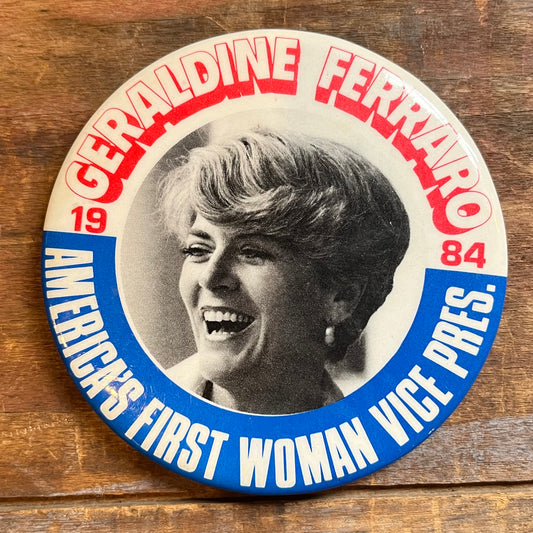 GERALDINE FERRARO
19 84
AMERICA'S FIRST WOMAN VICE PRES.